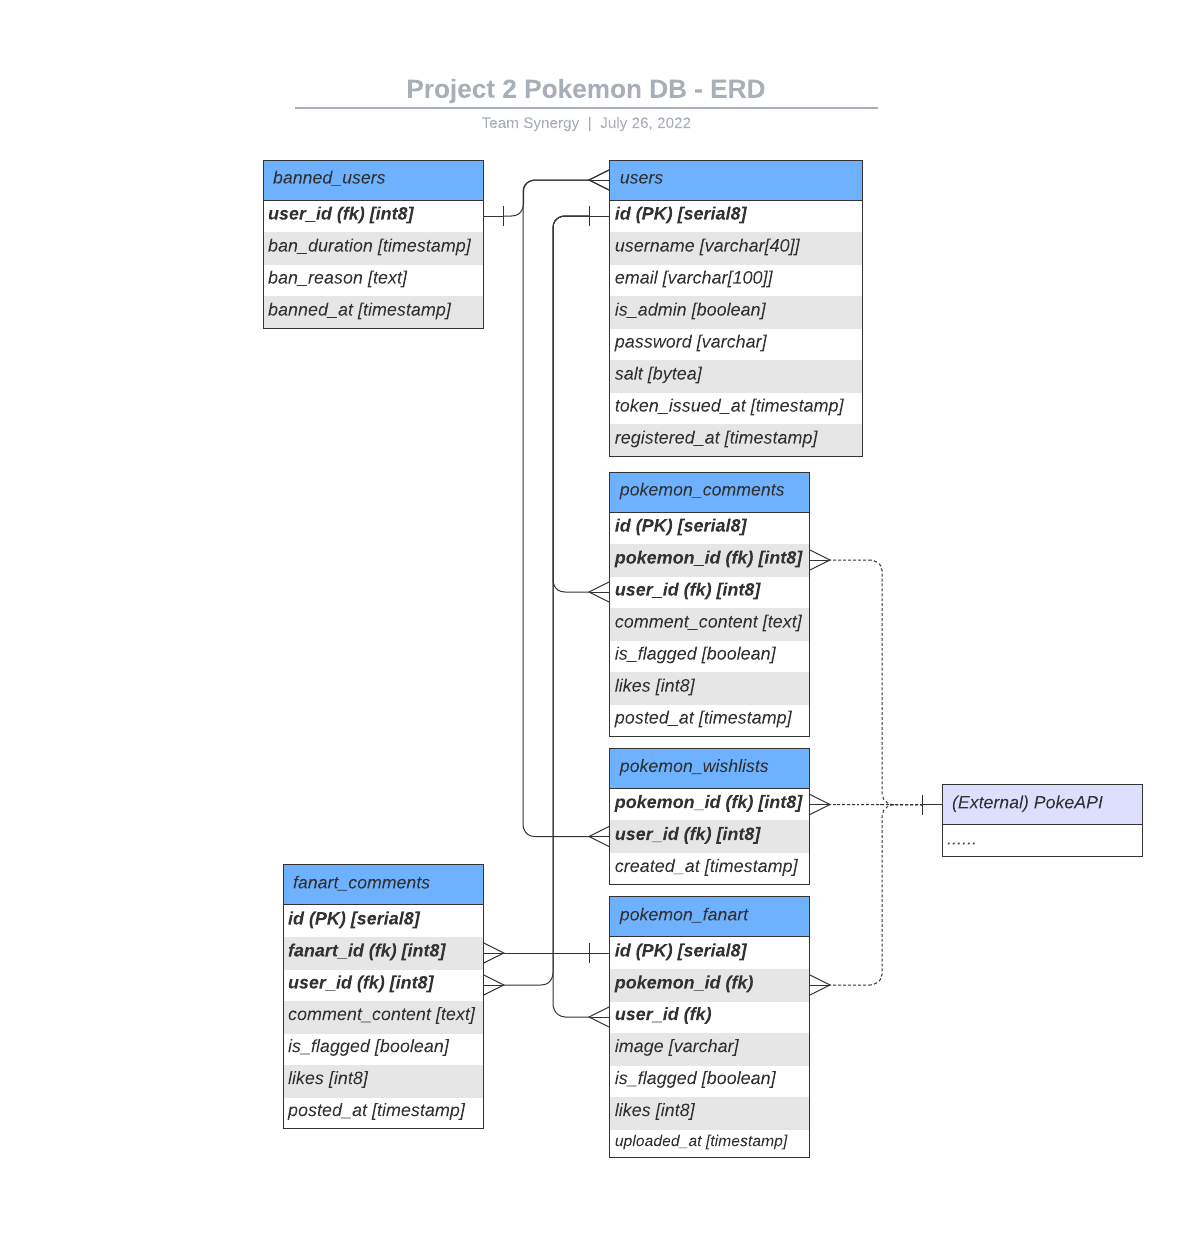 Project 2 Pokemon DB - ERD
Team Synergy | July 26, 2022
banned_users
user_id (fk) [int8]
ban_duration [timestamp]
ban_reason [text]
banned_at [timestamp]
users
id (PK) [serial8]
username [varchar[40]]
email [varchar[100]]
is_admin [boolean]
password [varchar]
salt [bytea]
token_issued_at [timestamp]
registered_at [timestamp]
pokemon_comments
id (PK) [serial8]
pokemon_id (fk) [int8]
user_id (fk) [int8]
comment_content [text]
is_flagged [boolean]
likes [int8]
posted_at [timestamp]
pokemon_wishlists
pokemon_id (fk) [int8]
user_id (fk) [int8]
created_at [timestamp]
(External) PokeAPI
......
fanart_comments
id (PK) [serial8]
fanart_id (fk) [int8]
user_id (fk) [int8]
comment_content [text]
is_flagged [boolean]
likes [int8]
posted_at [timestamp]
pokemon_fanart
id (PK) [serial8]
pokemon_id (fk)
user_id (fk)
image [varchar]
is_flagged [boolean]
likes [int8]
uploaded_at [timestamp]